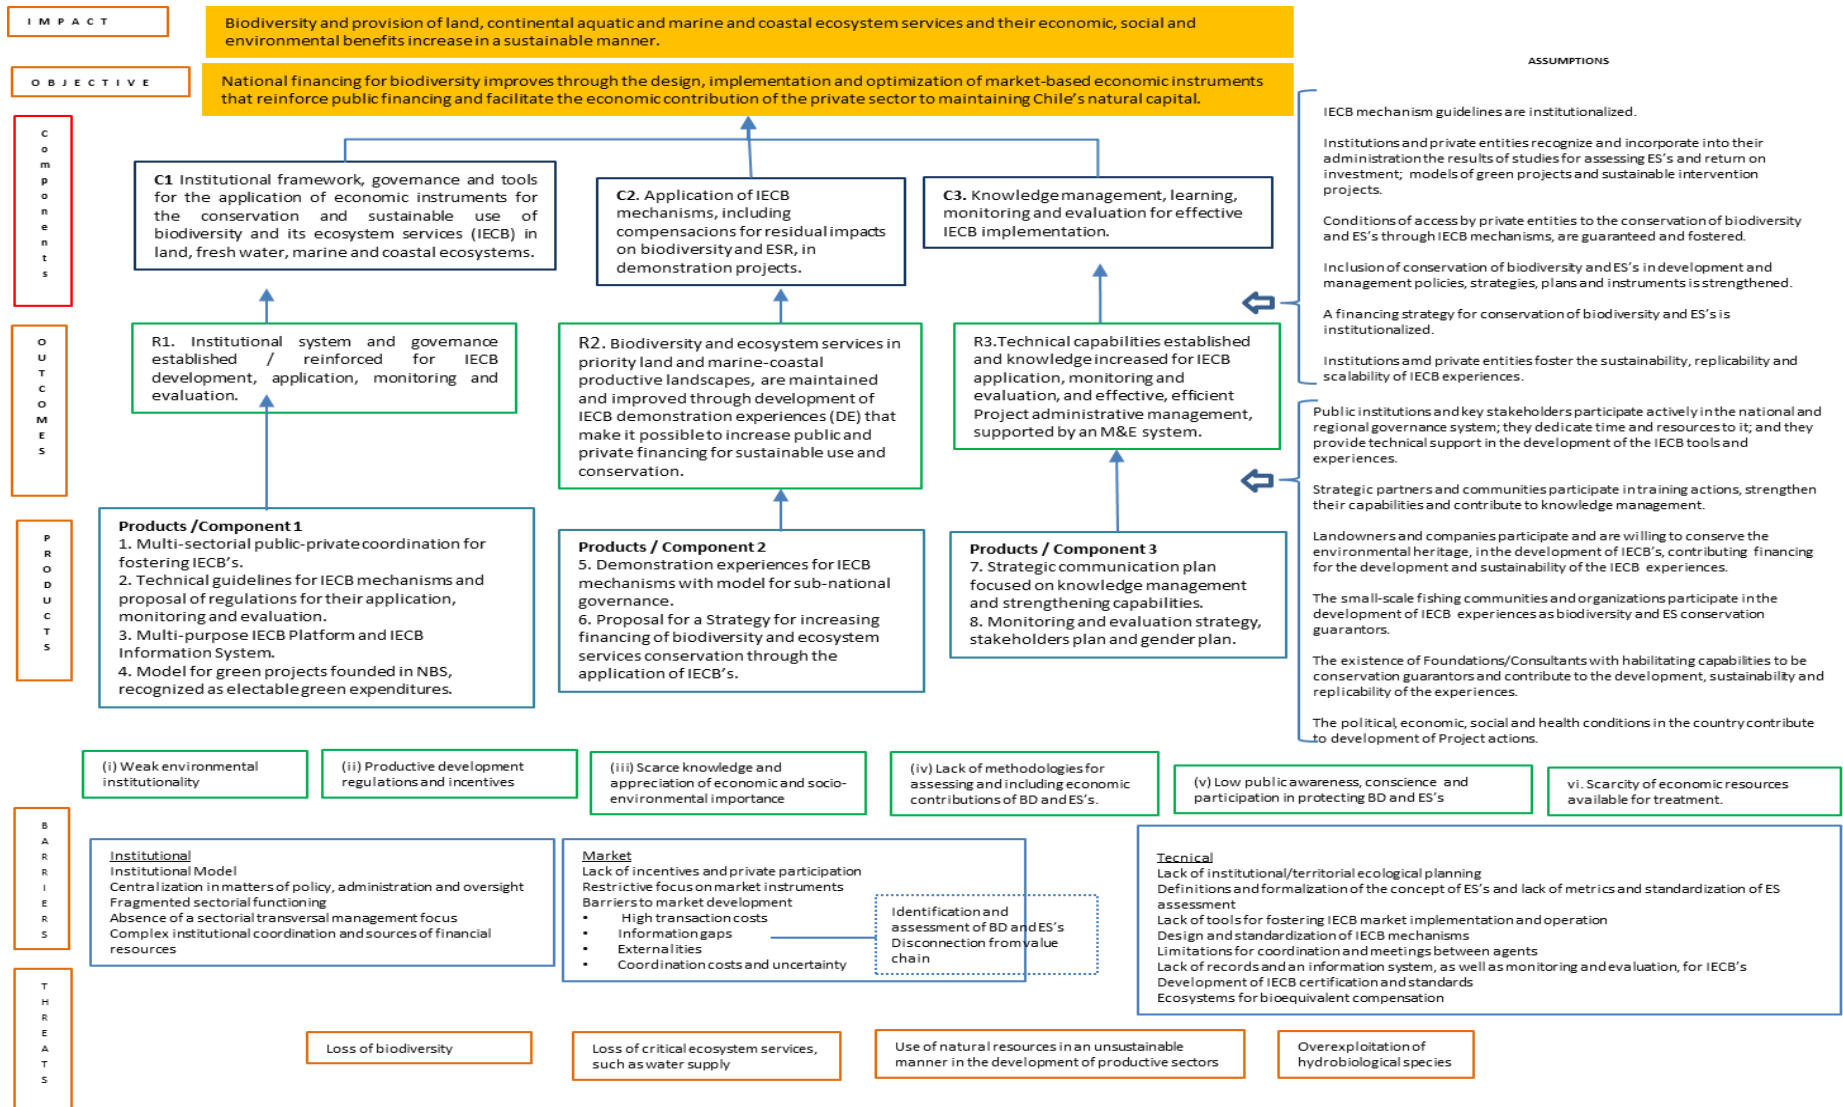 IMPACT
Biodiversity and provision of land, continental aquatic and marine and coastal ecosystem services and their economic, social and
environmental benefits increase in a sustainable manner.
OBJECTIVE
National financing for biodiversity improves through the design, implementation and optimization of market-based economic instruments
that reinforce public financing and facilitate the economic contribution of the private sector to maintaining Chile's natural capital.
Components
C1 Institutional framework, governance and tools
for the application of economic instruments for
the conservation and sustainable use of
biodiversity and its ecosystem services (IECB) in
land, fresh water, marine and coastal ecosystems.
C2. Application of IECB
mechanisms, including
compensacions for residual impacts
on biodiversity and ESR, in
demonstration projects.
C3. Knowledge management, learning,
monitoring and evaluation for effective
IECB implementation.
OUTCOMES
R1. Institutional system and governance
established / reinforced for IECB
development, application, monitoring and
evaluation.
R2. Biodiversity and ecosystem services in
priority land and marine-coastal
productive landscapes, are maintained
and improved through development of
IECB demonstration experiences (DE) that
make it possible to increase public and
private financing for sustainable use and
conservation.
R3.Technical capabilities established
and knowledge increased for IECB
application, monitoring and
evaluation, and effective, efficient
Project administrative management,
supported by an M&E system.
PRODUCTS
Products /Component 1
1. Multi-sectorial public-private coordination for
fostering IECB's.
2. Technical guidelines for IECB mechanisms and
proposal of regulations for their application,
monitoring and evaluation.
3. Multi-purpose IECB Platform and IECB
Information System.
4. Model for green projects founded in NBS,
recognized as electable green expenditures.
Products / Component 2
5. Demonstration experiences for IECB
mechanisms with model for sub-national
governance.
6. Proposal for a Strategy for increasing
financing of biodiversity and ecosystem
services conservation through the
application of IECB's.
Products / Component 3
7. Strategic communication plan
focused on knowledge management
and strengthening capabilities.
8. Monitoring and evaluation strategy,
stakeholders plan and gender plan.
ASSUMPTIONS
IECB mechanism guidelines are institutionalized.
Institutions and private entities recognize and incorporate into their
administration the results of studies for assessing ES's and return on
investment; models of green projects and sustainable intervention
projects.
Conditions of access by private entities to the conservation of biodiversity
and ES's through IECB mechanisms, are guaranteed and fostered.
Inclusion of conservation of biodiversity and ES's in development and
management policies, strategies, plans and instruments is strengthened.
A financing strategy for conservation of biodiversity and ES's is
institutionalized.
Institutions amd private entities foster the sustainability, replicability and
scalability of IECB experiences.
Public institutions and key stakeholders participate actively in the national and
regional governance system; they dedicate time and resources to it; and they
provide technical support in the development of the IECB tools and
experiences.
Strategic partners and communities participate in training actions, strengthen
their capabilities and contribute to knowledge management.
Landowners and companies participate and are willing to conserve the
environmental heritage, in the development of IECB's, contributing financing
for the development and sustainability of the IECB experiences.
The small-scale fishing communities and organizations participate in the
development of IECB experiences as biodiversity and ES conservation
guarantors.
The existence of Foundations/Consultants with habilitating capabilities to be
conservation guarantors and contribute to the development, sustainability and
replicability of the experiences.
The political, economic, social and health conditions in the country contribute
to development of Project actions.
(i) Weak environmental
institutionality
(ii) Productive development
regulations and incentives
(iii) Scarce knowledge and
appreciation of economic and socio-
environmental importance
(iv) Lack of methodologies for
assessing and including economic
contributions of BD and ES's.
(v) Low public awareness, conscience and
participation in protecting BD and ES's
vi. Scarcity of economic resources
available for treatment.
BARRIERS
Institutional
Institutional Model
Centralization in matters of policy, administration and oversight
Fragmented sectorial functioning
Absence of a sectorial transversal management focus
Complex institutional coordination and sources of financial
resources
Market
Lack of incentives and private participation
Restrictive focus on market instruments
Barriers to market development
• High transaction costs
• Information gaps
• Externalities
• Coordination costs and uncertainty
Identification and
assessment of BD and ES's
Disconnection from value
chain
Tecnical
Lack of institutional/territorial ecological planning
Definitions and formalization of the concept of ES's and lack of metrics and standardization of ES
assessment
Lack of tools for fostering IECB market implementation and operation
Design and standardization of IECB mechanisms
Limitations for coordination and meetings between agents
Lack of records and an information system, as well as monitoring and evaluation, for IECB's
Development of IECB certification and standards
Ecosystems for bioequivalent compensation
THREATS
Loss of biodiversity
Loss of critical ecosystem services,
such as water supply
Use of natural resources in an unsustainable
manner in the development of productive sectors
Overexploitation of
hydrobiological species